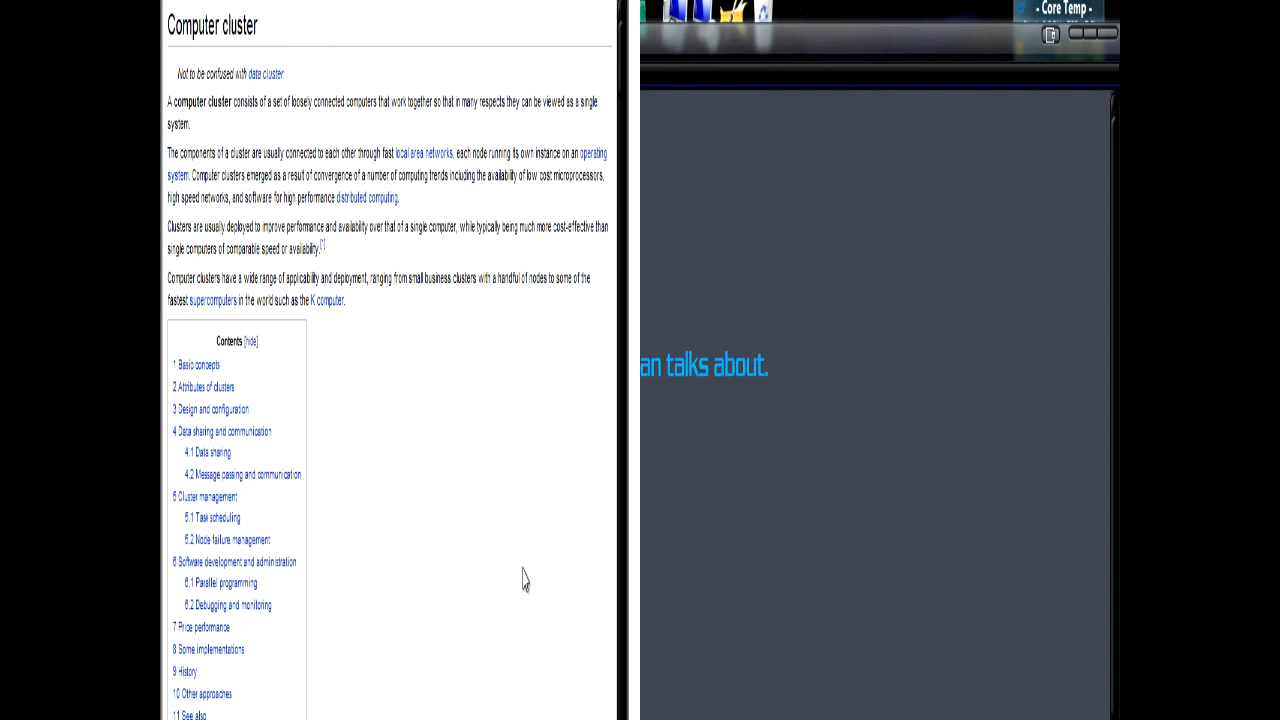 Computer cluster
Not to be confused with data cluster.
A computer cluster consists of a set of loosely connected computers that work together so that in many respects they can be viewed as a single
system.
The components of a cluster are usually connected to each other through fast local area networks, each node running its own instance on an operating
system. Computer clusters emerged as a result of convergence of a number of computing trends including the availability of low cost microprocessors,
high speed networks, and software for high performance distributed computing.
Clusters are usually deployed to improve performance and availability over that of a single computer, while typically being much more cost-effective than
single computers of comparable speed or availability.[1]
Computer clusters have a wide range of applicability and deployment, ranging from small business clusters with a handful of nodes to some of the
fastest supercomputers in the world such as the K computer.
Contents [hide]
1 Basic concepts
2 Attributes of clusters
3 Design and configuration
4 Data sharing and communication
4.1 Data sharing
4.2 Message passing and communication
5 Cluster management
5.1 Task scheduling
5.2 Node failure management
6 Software development and administration
6.1 Parallel programming
6.2 Debugging and monitoring
7 Price performance
8 Some implementations
9 History
10 Other approaches
11 See also
- Core Temp -
an talks about.